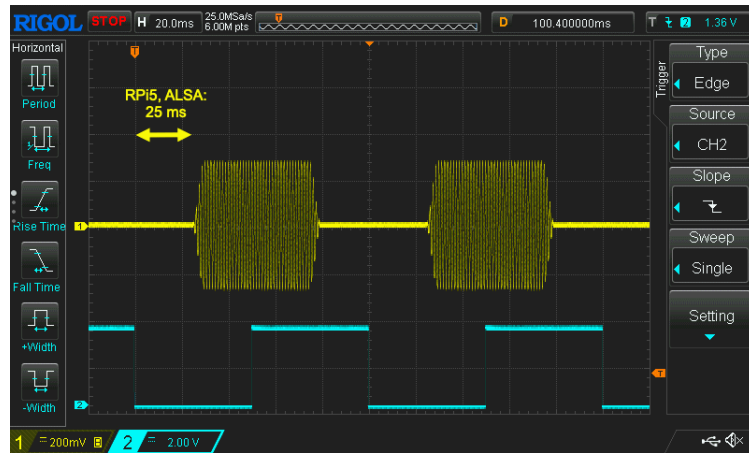 RIGOL STOP H 20.0ms 25.0MSa/s 6.00M pts D 100.400000ms T 2 1.36 V
Horizontal
Period
Freq
Rise Time
Fall Time
+Width
-Width
T
RPi5, ALSA:
25 ms
1
2
T
Trigger
Type
Edge
Source
CH2
Slope
Sweep
Single
Setting
1 200mV B 2 2.00 V